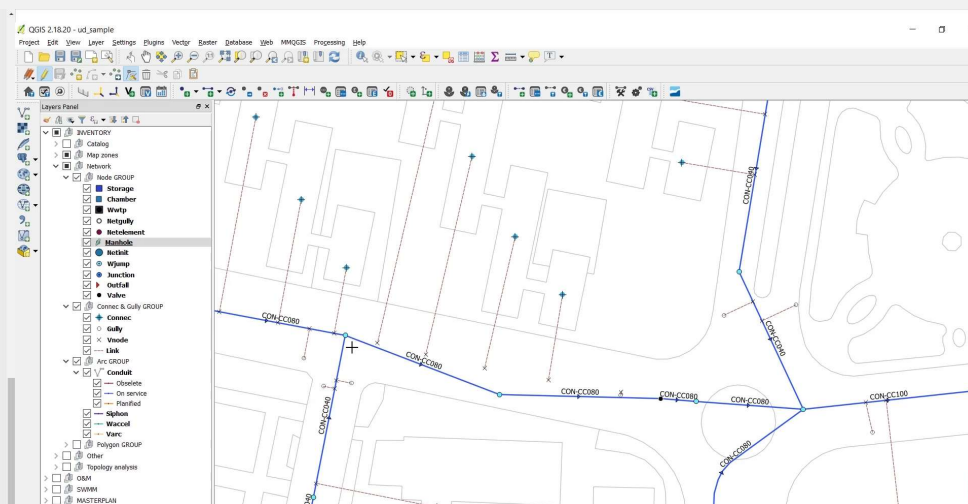 QGIS 2.18.20 - ud_sample
Project Edit View Layer Settings Plugins Vector Raster Database Web MMQGIS Processing Help
Layers Panel
INVENTORY
Catalog
Map zones
Network
Node GROUP
Storage
Chamber
Wwtp
Netgully
Netelement
Manhole
Netinit
Wjump
Junction
Outfall
Valve
Connec & Gully GROUP
Connec
Gully
Vnode
Link
Arc GROUP
Conduit
Obselete
On service
Planified
Siphon
Waccel
Varc
Polygon GROUP
Other
Topology analysis
O&M
SWMM
MASTERPLAN
CON-CC040
CON-CC080
CON-CC040
CON-CC080
CON-CC080
CON-CC080
CON-CC080
CON-CC100
CON-CC040
CON-CC080